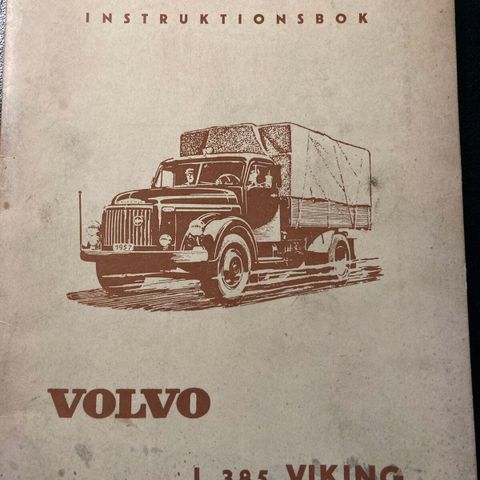 INSTRUKTIONSBOK
1957
VOLVO
L 385 VIKING